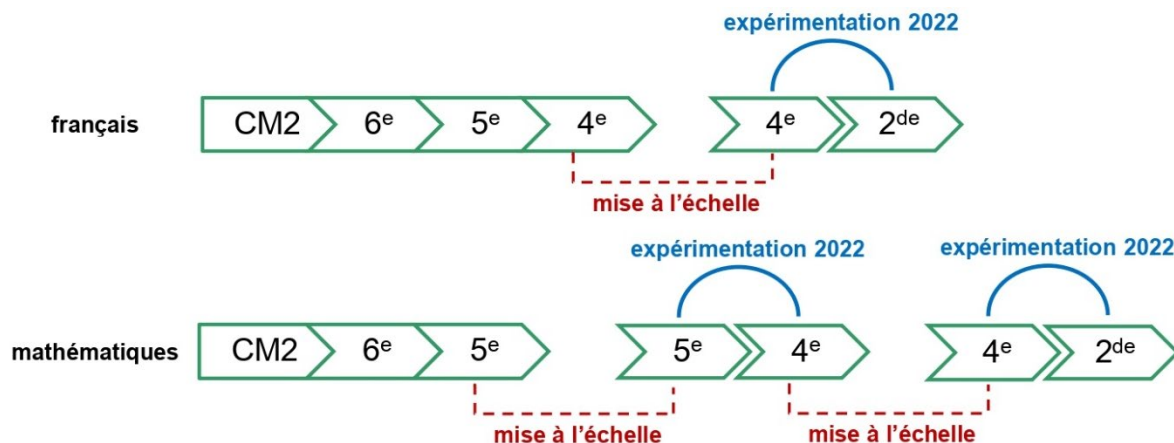 expérimentation 2022
français CM2 6e 5e 4e 4e 2de
mise à l'échelle
expérimentation 2022 expérimentation 2022
mathématiques CM2 6e 5e 5e 4e 4e 2de
mise à l'échelle mise à l'échelle